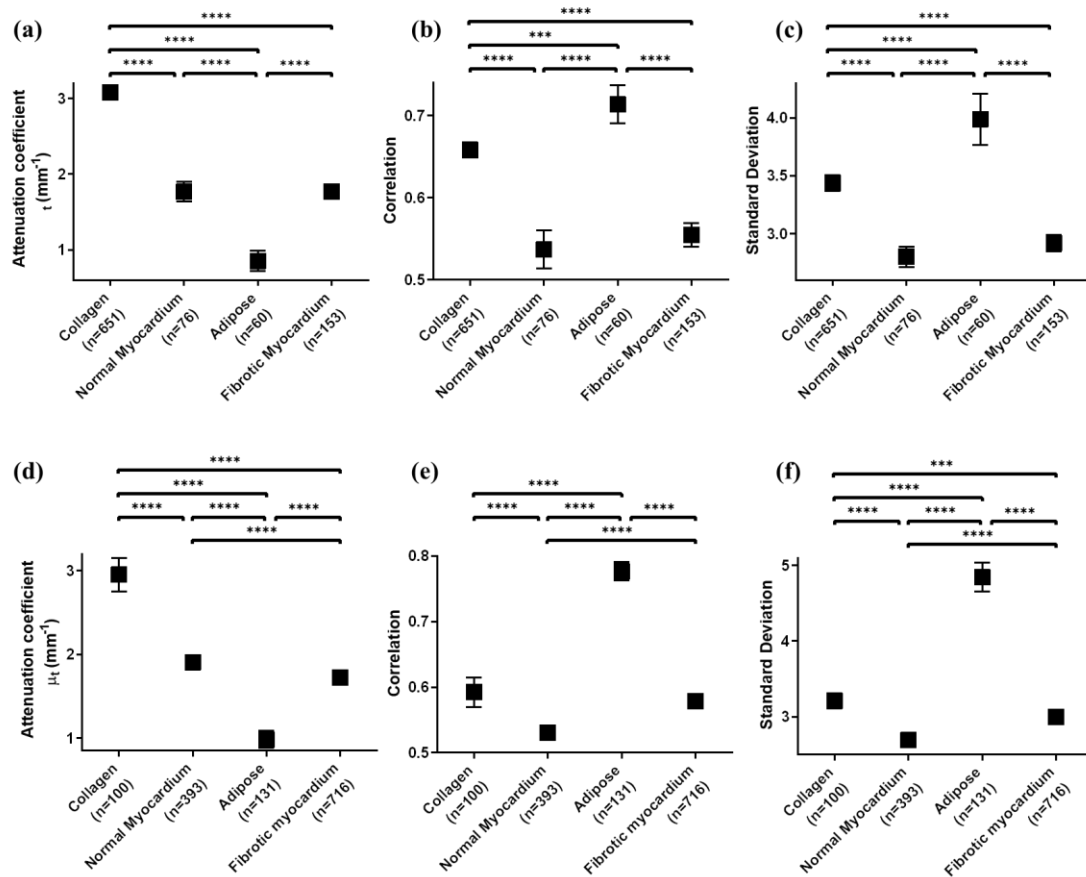 (a)
****
****
****
****
****
Attenuation coefficient
t (mm-1)
3
2
1
Collagen
(n=651)
Normal Myocardium
(n=76)
Adipose
(n=60)
Fibrotic Myocardium
(n=153)
(b)
****
***
****
****
****
Correlation
0.7
0.6
0.5
Collagen
(n=651)
Normal Myocardium
(n=76)
Adipose
(n=60)
Fibrotic Myocardium
(n=153)
(c)
****
****
****
****
****
Standard Deviation
4.0
3.5
3.0
Collagen
(n=651)
Normal Myocardium
(n=76)
Adipose
(n=60)
Fibrotic Myocardium
(n=153)
(d)
****
****
****
****
****
****
Attenuation coefficient
μt (mm-1)
3
2
1
Collagen
(n=100)
Normal Myocardium
(n=393)
Adipose
(n=131)
Fibrotic myocardium
(n=716)
(e)
****
****
****
****
****
Correlation
0.8
0.7
0.6
0.5
Collagen
(n=100)
Normal Myocardium
(n=393)
Adipose
(n=131)
Fibrotic myocardium
(n=716)
(f)
***
****
****
****
****
****
Standard Deviation
5
4
3
Collagen
(n=100)
Normal Myocardium
(n=393)
Adipose
(n=131)
Fibrotic myocardium
(n=716)